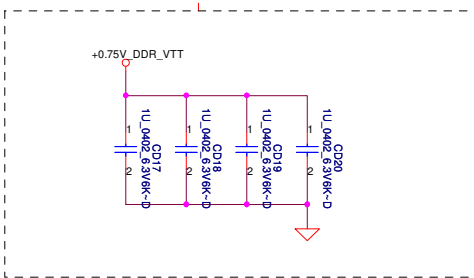 +0.75V_DDR_VTT
1
2
CD17
1U_0402_6.3V6K~D
1
2
CD18
1U_0402_6.3V6K~D
1
2
CD19
1U_0402_6.3V6K~D
1
2
CD20
1U_0402_6.3V6K~D